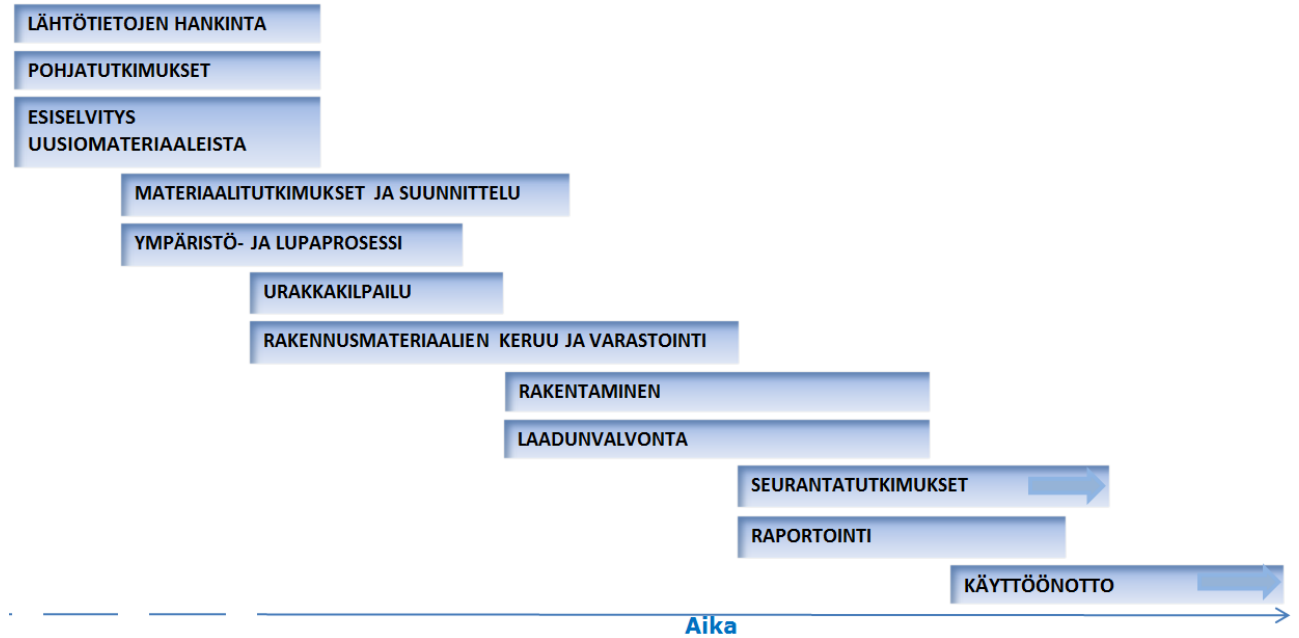 LÄHTÖTIETOJEN HANKINTA
POHJATUTKIMUKSET
ESISELVITYS
UUSIOMATERIAALEISTA
MATERIAALITUTKIMUKSET JA SUUNNITTELU
YMPÄRISTÖ- JA LUPAPROSESSI
URAKKAKILPAILU
RAKENNUSMATERIAALIEN KERUU JA VARASTOINTI
RAKENTAMINEN
LAADUNVALVONTA
SEURANTATUTKIMUKSET
RAPORTOINTI
KÄYTTÖÖNOTTO
Aika